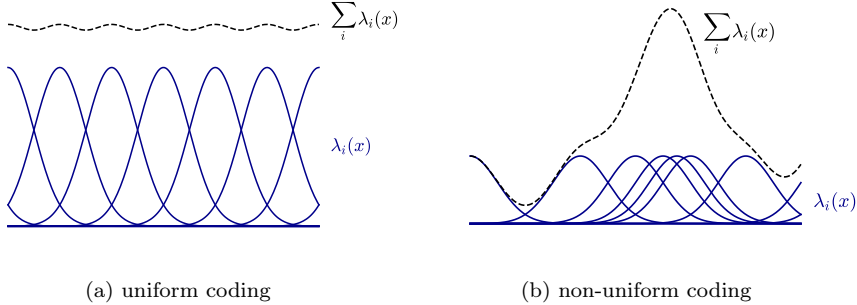 ∑_i λ_i(x)
λ_i(x)
(a) uniform coding
∑_i λ_i(x)
λ_i(x)
(b) non-uniform coding